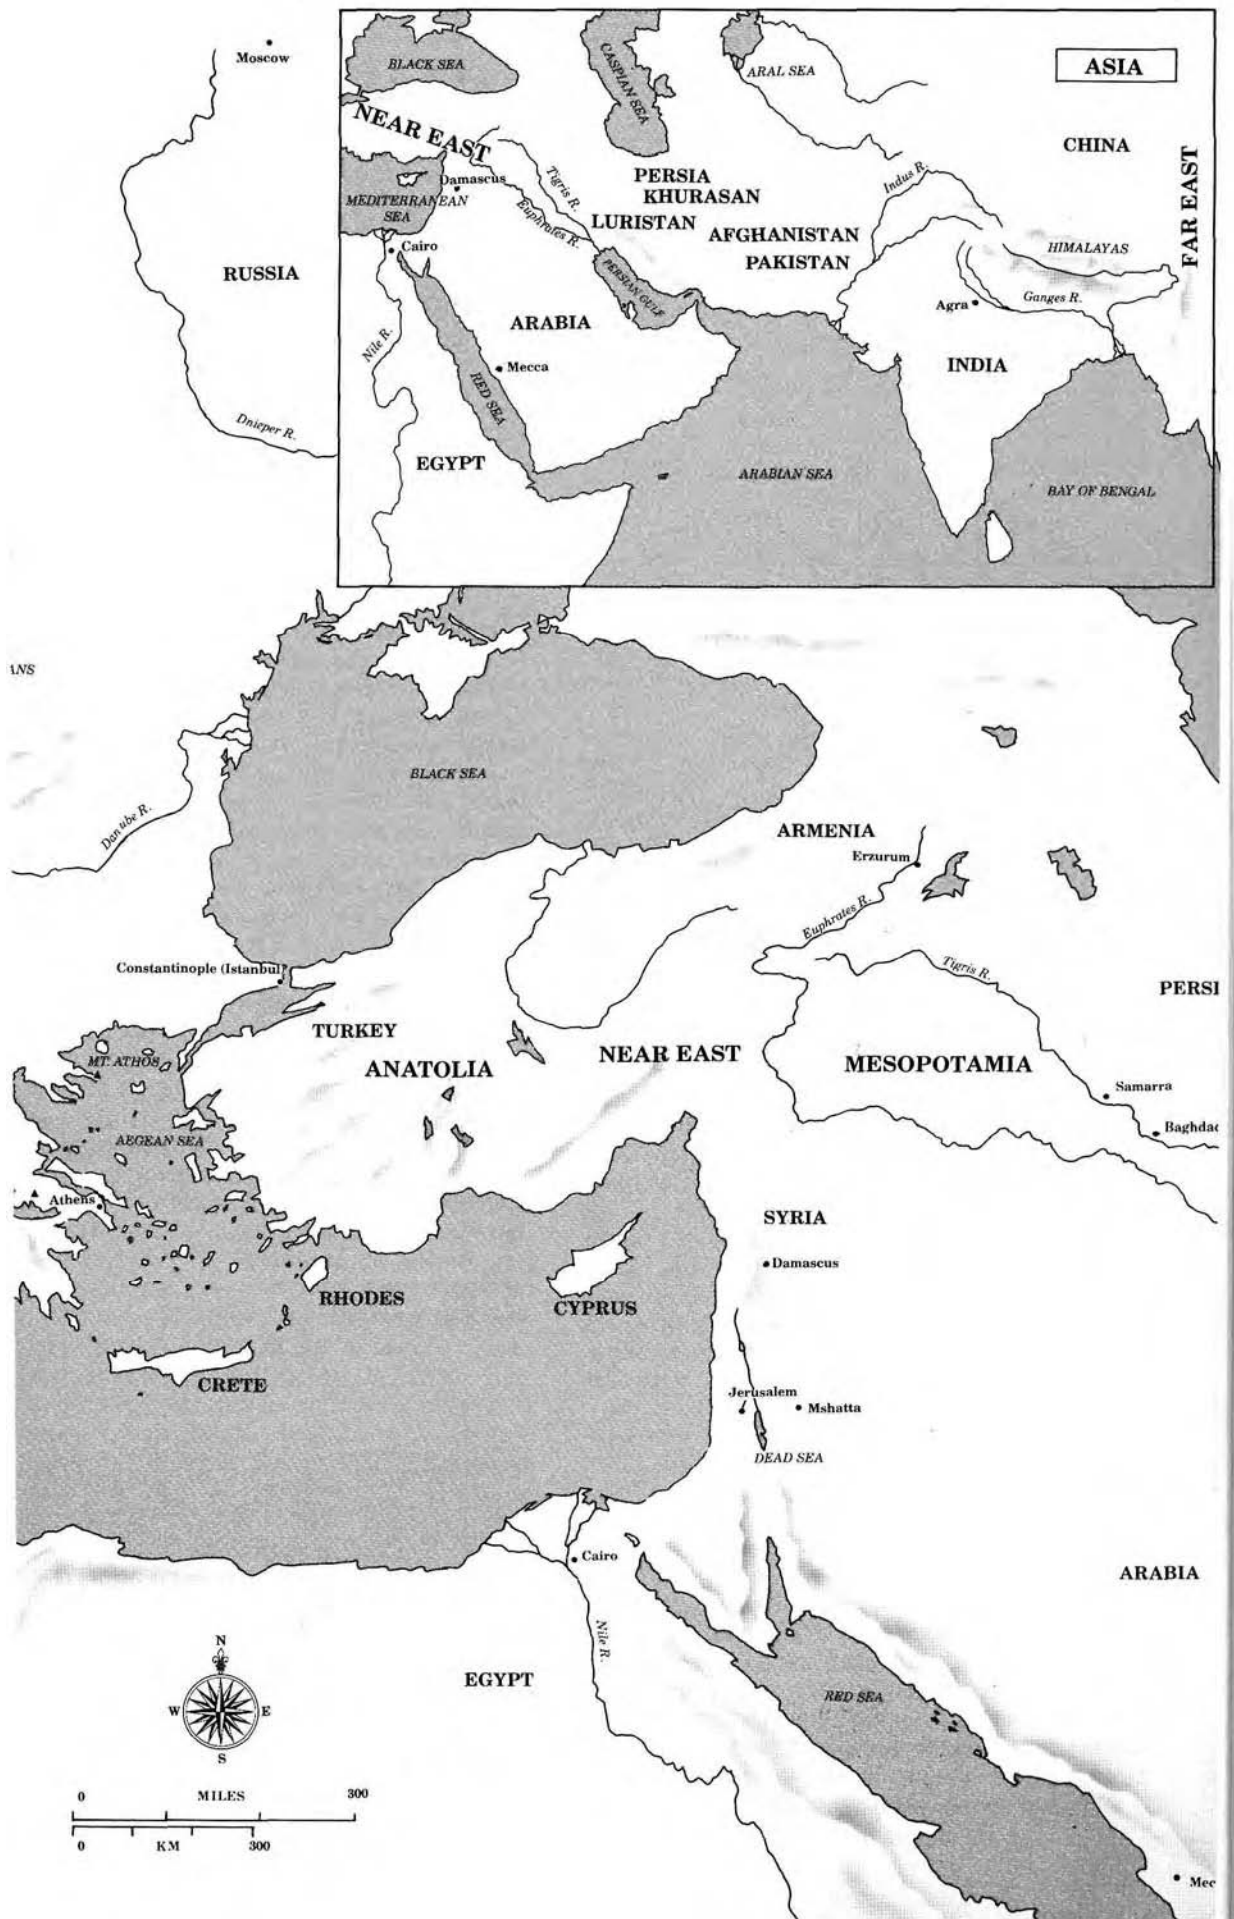 Moscow
RUSSIA
Dnieper R.
ASIA
BLACK SEA
CASPIAN SEA
ARAL SEA
CHINA
FAR EAST
NEAR EAST
Damascus
Tigris R.
PERSIA
KHURASAN
Indus R.
MEDITERRANEAN
SEA
Euphrates R.
LURISTAN
AFGHANISTAN
PAKISTAN
HIMALAYAS
Cairo
PERSIAN GULF
Agra
Ganges R.
Nile R.
ARABIA
Mecca
RED SEA
INDIA
EGYPT
ARABIAN SEA
BAY OF BENGAL
ANS
BLACK SEA
Danube R.
ARMENIA
Erzurum
Euphrates R.
Constantinople (Istanbul)
Tigris R.
PERSI
TURKEY
MT. ATHOS
ANATOLIA
NEAR EAST
MESOPOTAMIA
Samarra
Baghdad
AEGEAN SEA
Athens
SYRIA
Damascus
RHODES
CYPRUS
CRETE
Jerusalem
Mshatta
DEAD SEA
Cairo
ARABIA
Nile R.
EGYPT
RED SEA
N
W
E
S
0 MILES 300
0 KM 300
Mec